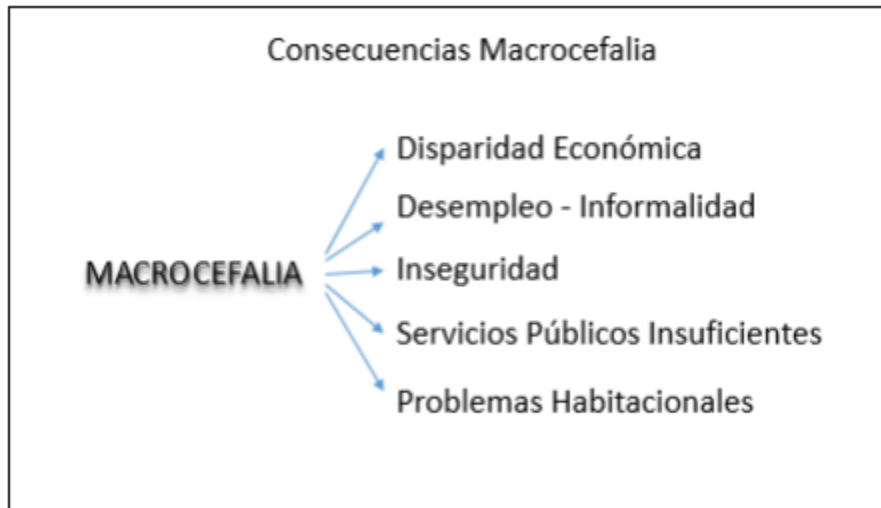 Consecuencias Macrocefalia
Disparidad Económica
Desempleo - Informalidad
MACROCEFALIA
Inseguridad
Servicios Públicos Insuficientes
Problemas Habitacionales